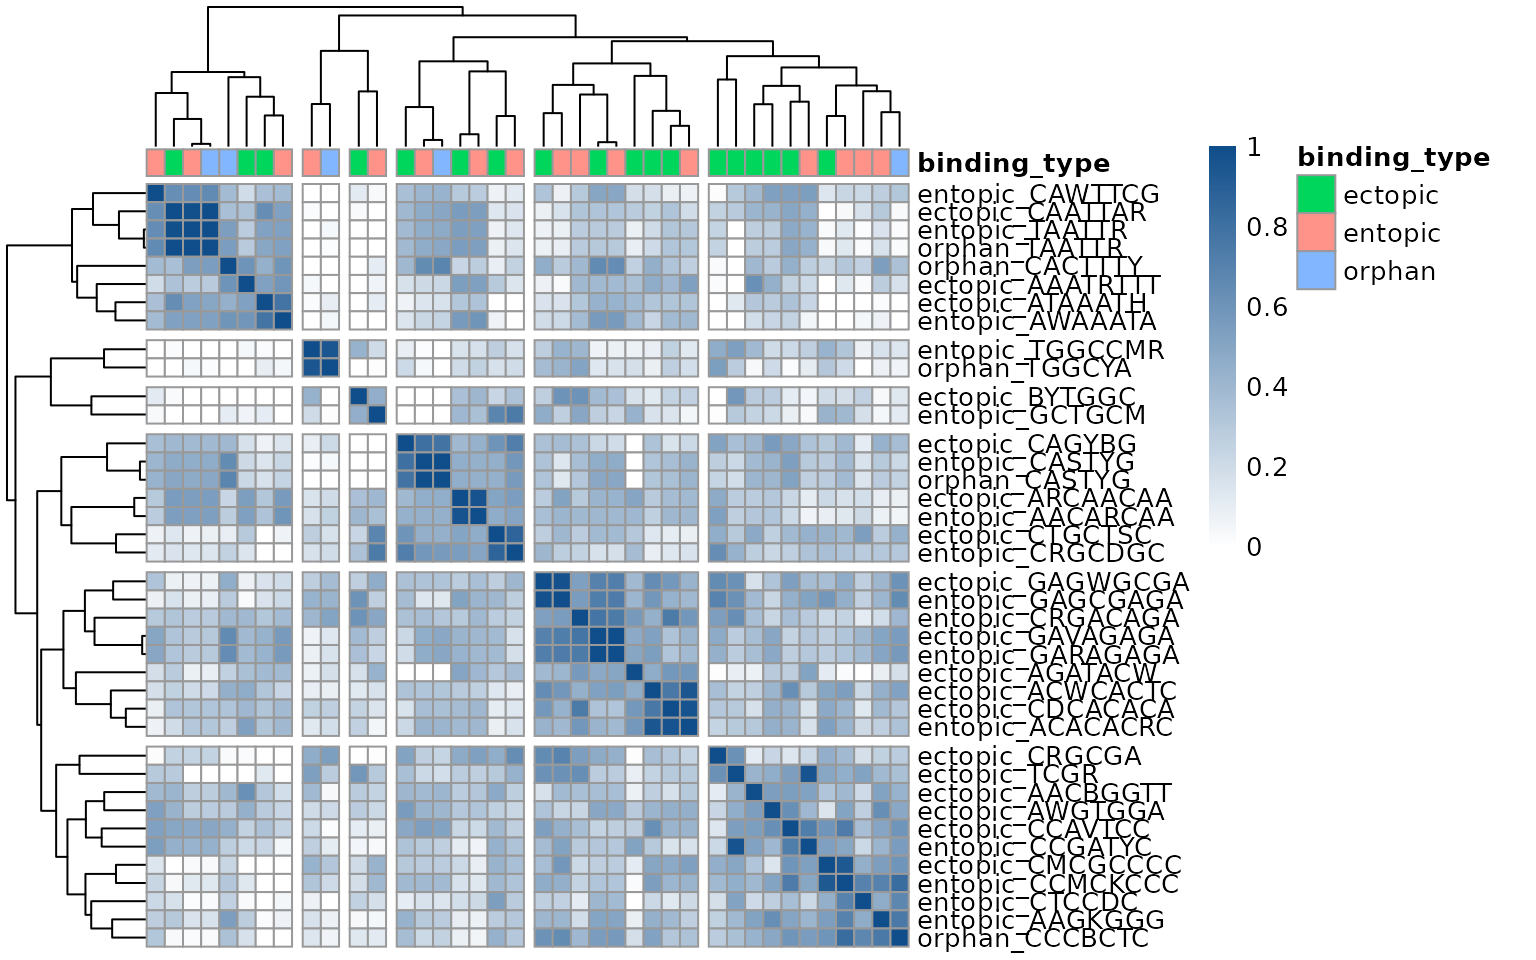 binding_type
entopic_CAWTTCG
ectopic_CAATTAR
entopic_TAATTR
orphan_TAATTR
orphan_CACTTTY
ectopic_AAATRTTT
ectopic_ATAAATH
entopic_AWAAATA
entopic_TGGCCMR
orphan_TGGCYA
ectopic_BYTGGC
entopic_GCTGCM
ectopic_CAGYBG
entopic_CASTYG
orphan_CASTYG
ectopic_ARCAACAA
entopic_AACARCAA
ectopic_CTGCTSC
entopic_CRGCDGC
ectopic_GAGWGCGA
entopic_GAGCGAGA
entopic_CRGACAGA
ectopic_GAVAGAGA
entopic_GARAGAGA
ectopic_AGATACW
ectopic_ACWCACTC
ectopic_CDCACACA
entopic_ACACACRC
ectopic_CRGCGA
ectopic_TCGR
ectopic_AACBGGTT
ectopic_AWGTGGA
ectopic_CCAVTCC
entopic_CCGATYC
ectopic_CMCGCCCC
entopic_CCMCKCCC
entopic_CTCCDC
entopic_AAGKGGG
orphan_CCCBCTC
1
0.8
0.6
0.4
0.2
0
binding_type
ectopic
entopic
orphan